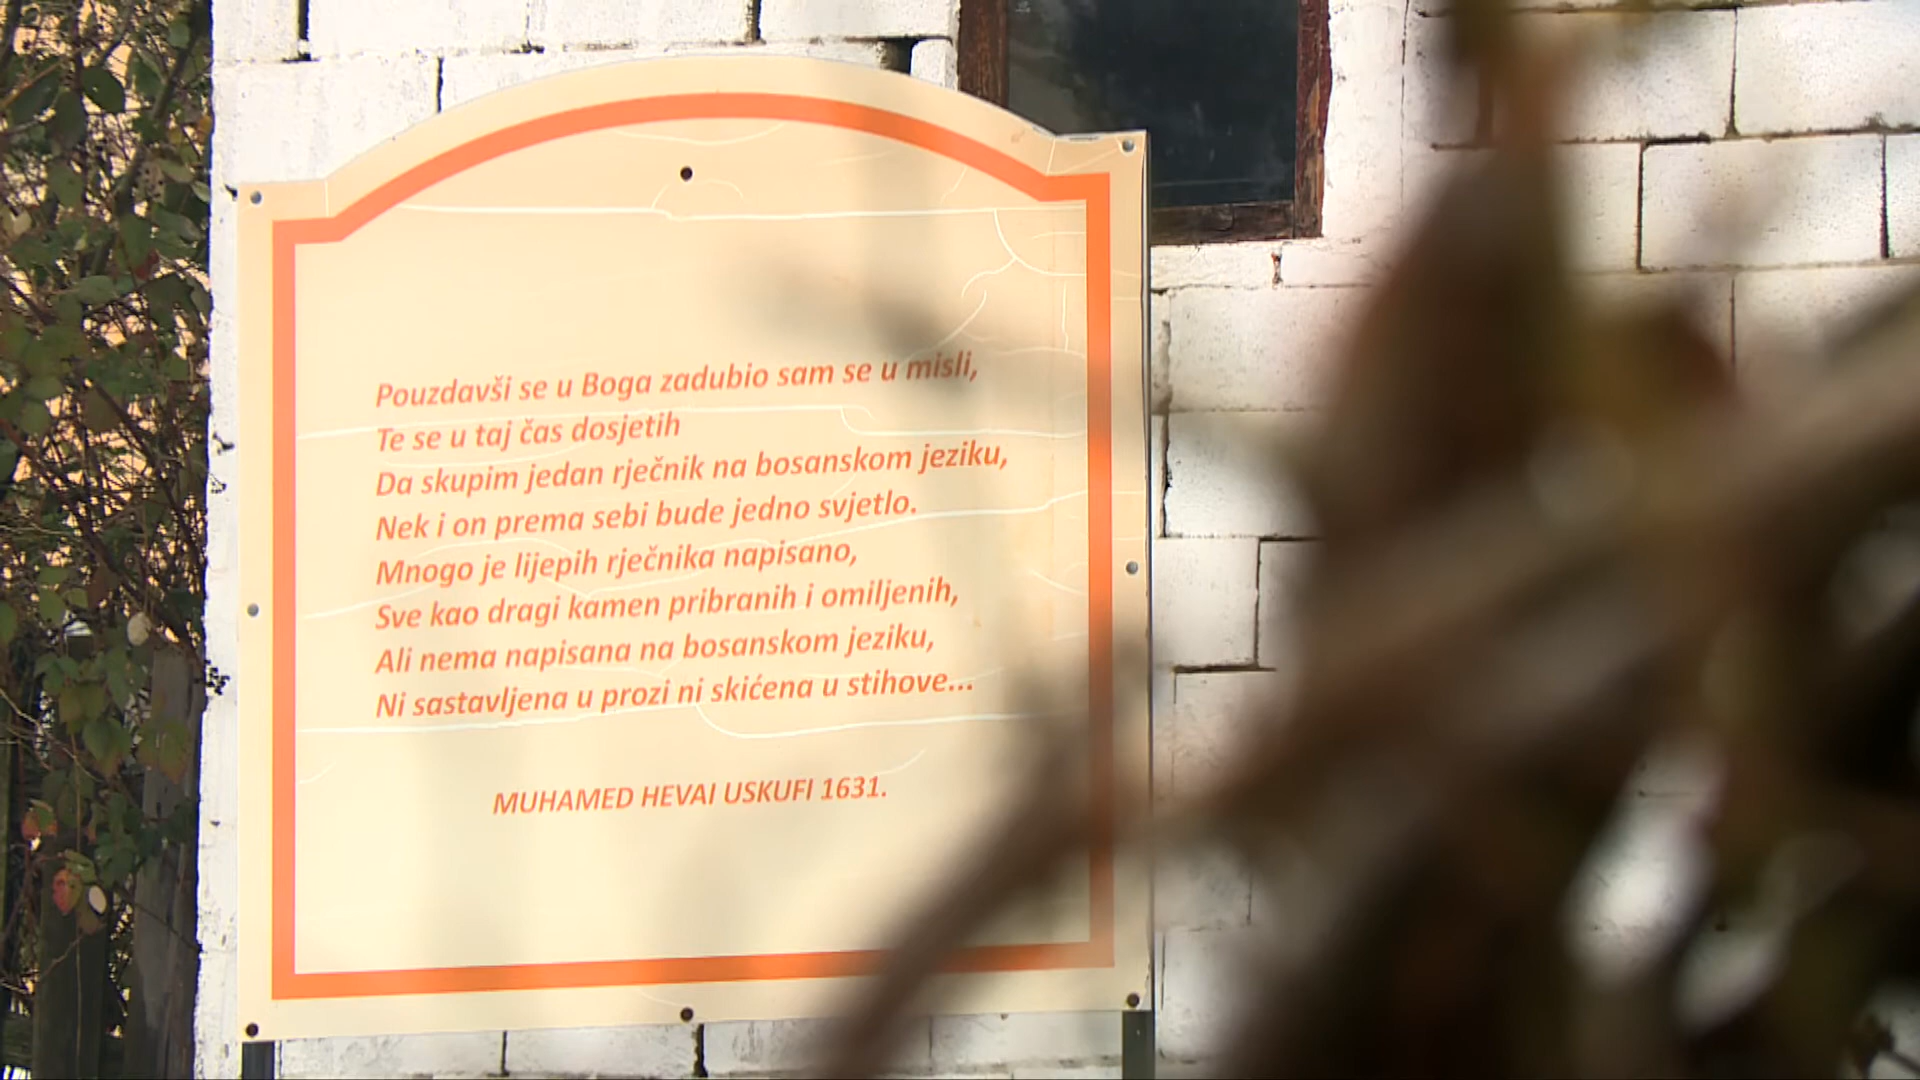 Pouzdavši se u Boga zadubio sam se u misli,
Te se u taj čas dosjetih
Da skupim jedan rječnik na bosanskom jeziku,
Nek i on prema sebi bude jedno svjetlo.
Mnogo je lijepih rječnika napisano,
Sve kao dragi kamen pribranih i omiljenih,
Ali nema napisana na bosanskom jeziku,
Ni sastavljena u prozi ni skićena u stihove...
MUHAMED HEVAI USKUFI 1631.